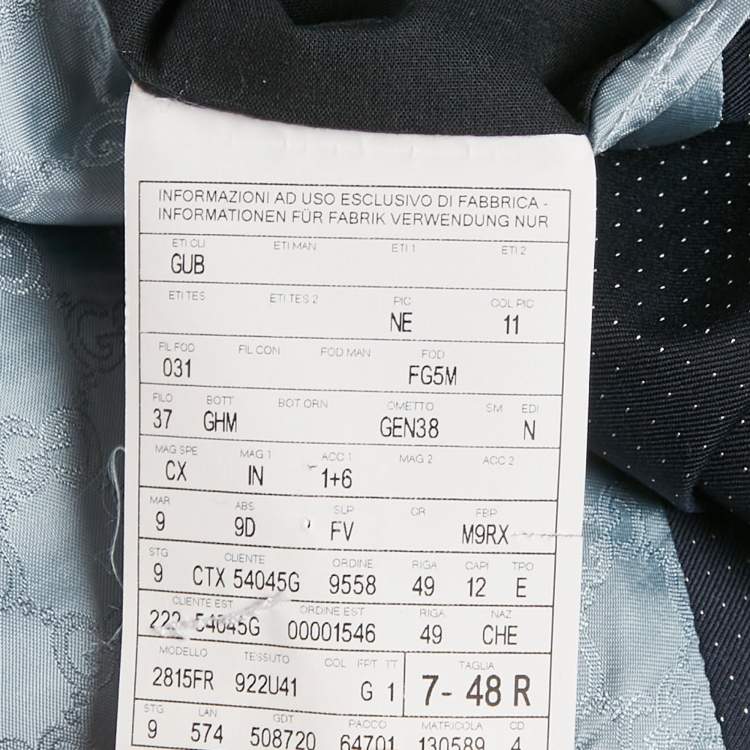 INFORMAZIONI AD USO ESCLUSIVO DI FABBRICA -
INFORMATIONEN FÜR FABRIK VERWENDUNG NUR
ETI CLI ETI MAN ETI 1 ETI 2
GUB
ETI TES ETI TES 2 PIC COL PIC
NE 11
FIL FOD FIL CON FOD MAN FOD
031 FG5M
FILO BOTT BOT ORN OMETTO SM EDI
37 GHM GEN38 N
MAG SPE MAG 1 ACC 1 MAG 2 ACC 2
CX IN 1+6
MAR ABS SUP CR FBP
9 9D FV M9RX
STG CLIENTE ORDINE RIGA CAPI TPO
9 CTX 54045G 9558 49 12 E
CLIENTE EST ORDINE EST RIGA NAZ
222 54045G 00001546 49 CHE
MODELLO TESSUTO COL FPT TT TAGLIA
2815FR 922U41 G 1 7- 48 R
STG LAN GDT PACCO MATRICOLA CD
9 574 508720 64701 130589 4